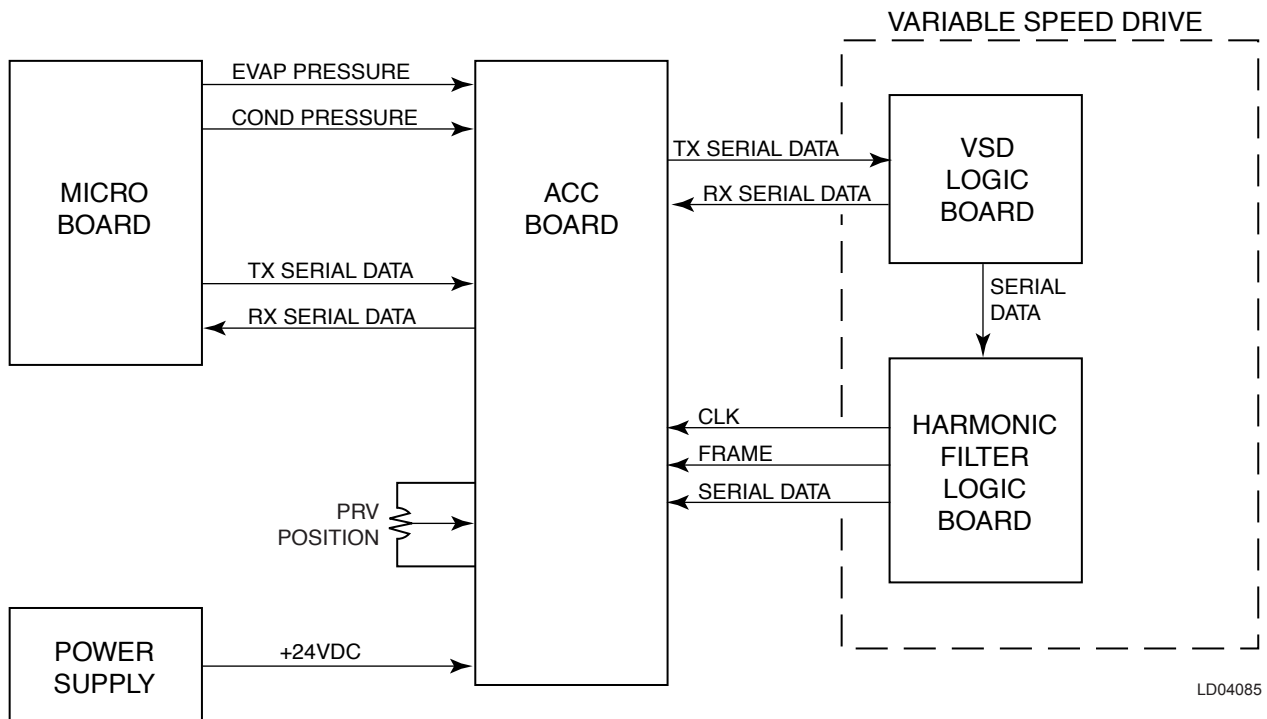 VARIABLE SPEED DRIVE
MICRO
BOARD
EVAP PRESSURE
COND PRESSURE
TX SERIAL DATA
RX SERIAL DATA
ACC
BOARD
TX SERIAL DATA
RX SERIAL DATA
VSD
LOGIC
BOARD
SERIAL
DATA
CLK
FRAME
SERIAL DATA
HARMONIC
FILTER
LOGIC
BOARD
PRV
POSITION
POWER
SUPPLY
+24VDC
LD04085